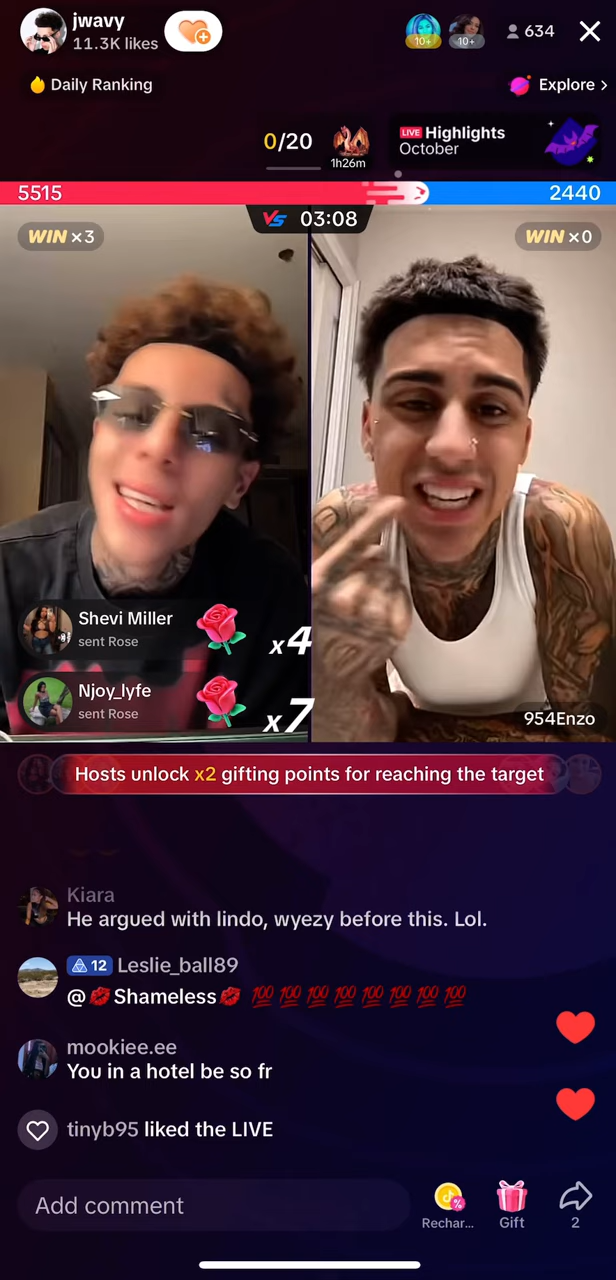 jwavy
11.3K likes
10+
10+
634
Daily Ranking
Explore >
0/20
1h26m
LIVE Highlights
October
5515
2440
VS 03:08
WIN ×3
WIN ×0
Shevi Miller
sent Rose
x4
Njoy_lyfe
sent Rose
x7
954Enzo
Hosts unlock x2 gifting points for reaching the target
Kiara
He argued with lindo, wyezy before this. Lol.
12 Leslie_ball89
@💋Shameless💋 💯💯💯💯💯💯💯💯
mookiee.ee
You in a hotel be so fr
tinyb95 liked the LIVE
Add comment
Rechar...
Gift
2